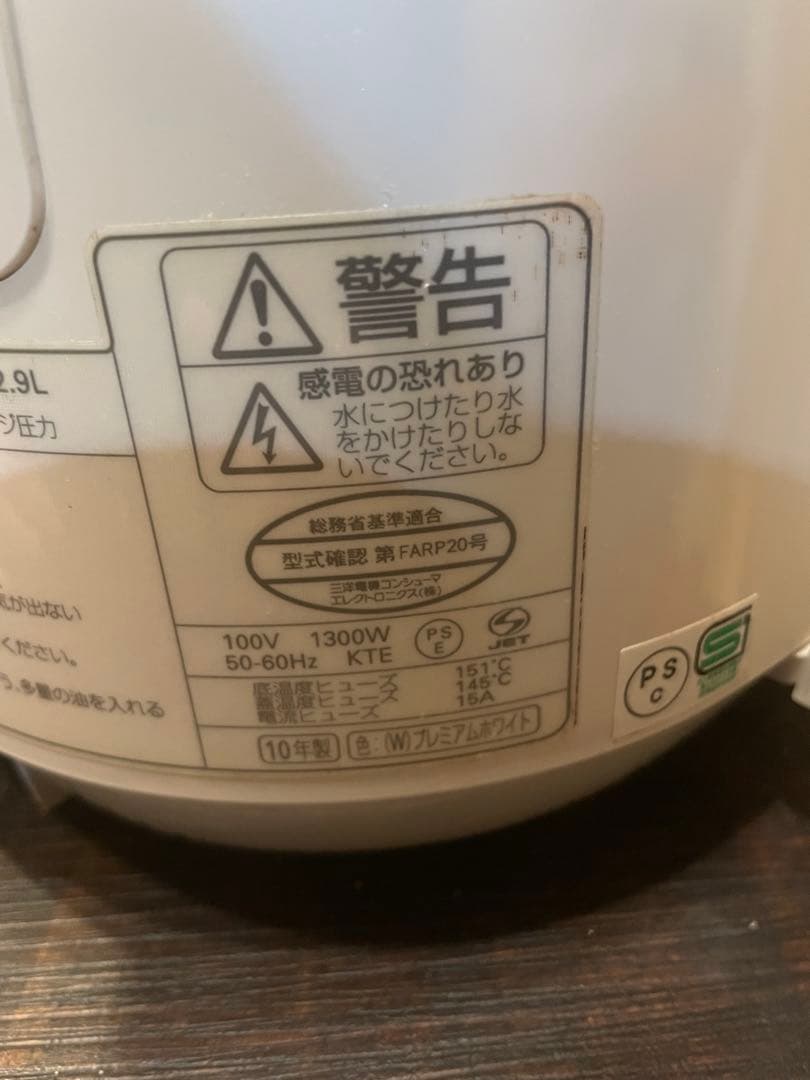 警告
感電の恐れあり
水につけたり水
をかけたりしな
いでください。
2.9L
ジ圧力
気が出ない
ください。
う、多量の油を入れる
総務省基準適合
型式確認 第FARP20号
三洋電機コンシューマ
エレクトロニクス(株)
100V 1300W
50-60Hz KTE
PS
E
JET
底温度ヒューズ 151℃
蓋温度ヒューズ 145℃
電流ヒューズ 15A
10年製 色:(W)プレミアムホワイト
PS
C
S